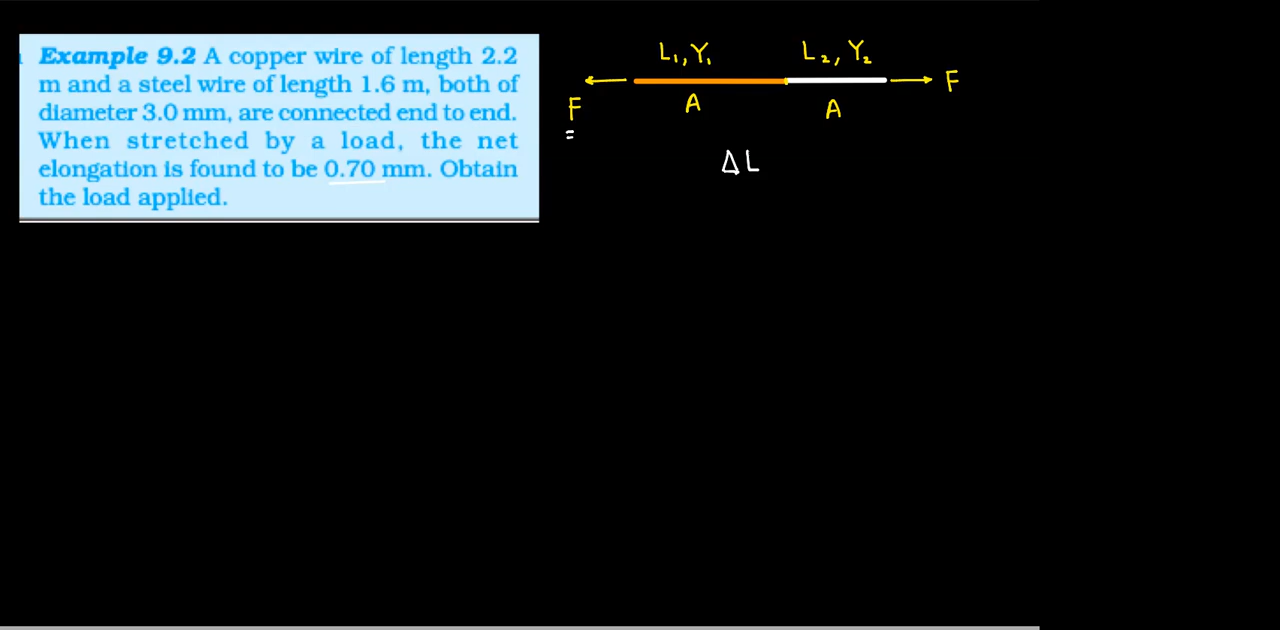 Example 9.2 A copper wire of length 2.2
m and a steel wire of length 1.6 m, both of
diameter 3.0 mm, are connected end to end.
When stretched by a load, the net
elongation is found to be 0.70 mm. Obtain
the load applied.
L₁, Y₁ L₂, Y₂
F F
A A
=
ΔL